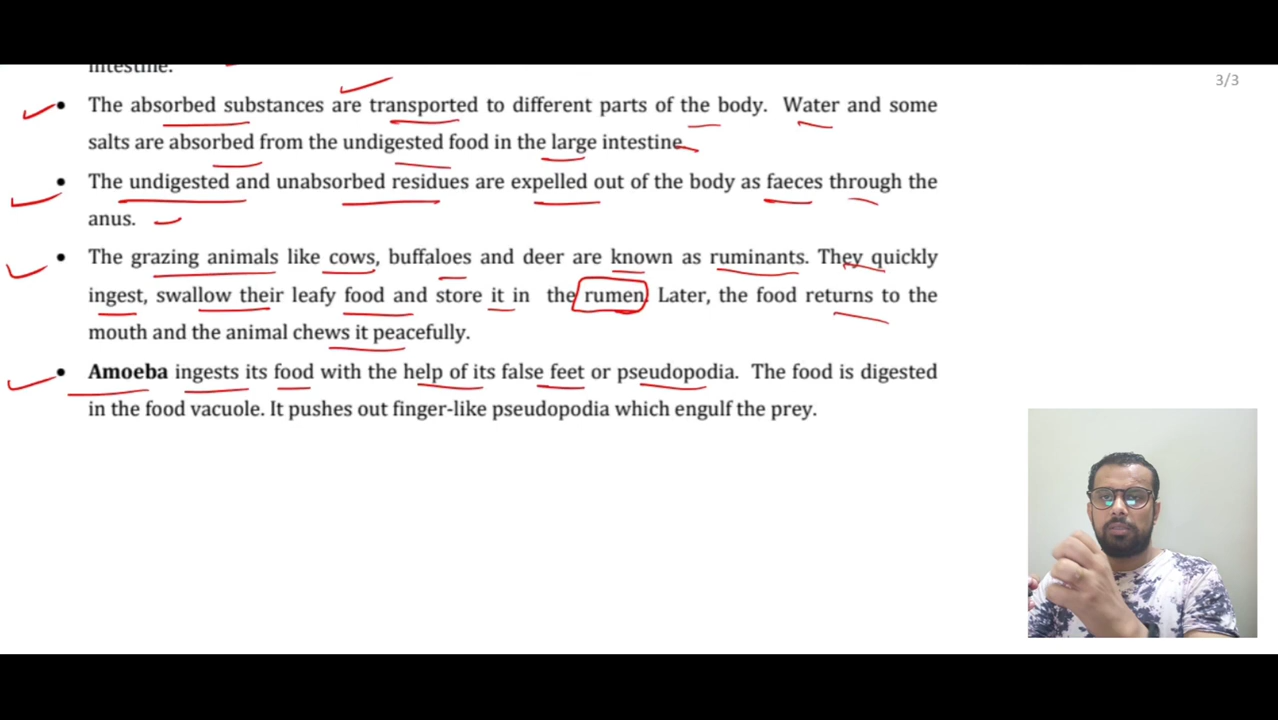 intestine.
3/3
• The absorbed substances are transported to different parts of the body. Water and some
salts are absorbed from the undigested food in the large intestine.
• The undigested and unabsorbed residues are expelled out of the body as faeces through the
anus.
• The grazing animals like cows, buffaloes and deer are known as ruminants. They quickly
ingest, swallow their leafy food and store it in the rumen. Later, the food returns to the
mouth and the animal chews it peacefully.
• Amoeba ingests its food with the help of its false feet or pseudopodia. The food is digested
in the food vacuole. It pushes out finger-like pseudopodia which engulf the prey.